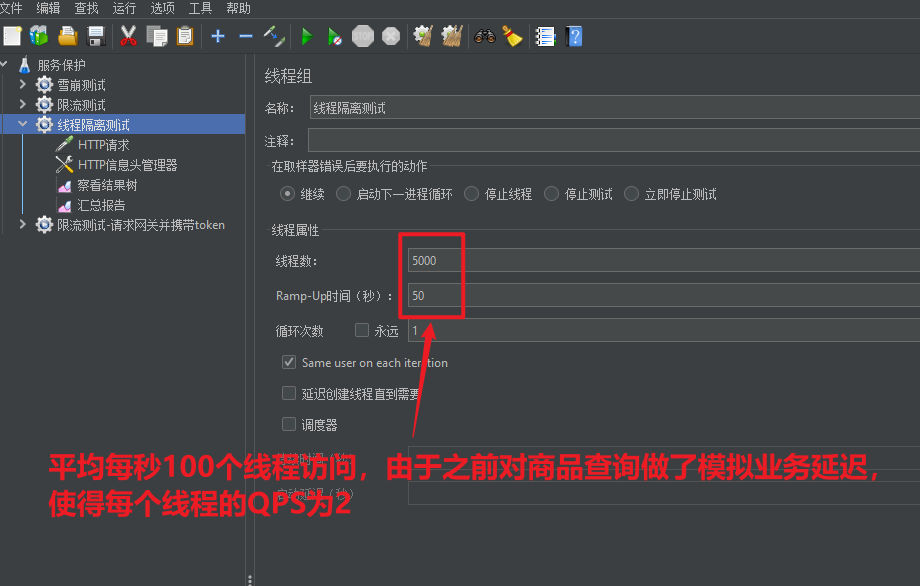 文件 编辑 查找 运行 选项 工具 帮助
STOP
服务保护
雪崩测试
限流测试
线程隔离测试
HTTP请求
HTTP信息头管理器
察看结果树
汇总报告
限流测试-请求网关并携带token
线程组
名称: 线程隔离测试
注释:
在取样器错误后要执行的动作
继续 启动下一进程循环 停止线程 停止测试 立即停止测试
线程属性
线程数: 5000
Ramp-Up时间（秒）: 50
循环次数 永远 1
Same user on each iteration
延迟创建线程直到需要
调度器
平均每秒100个线程访问，由于之前对商品查询做了模拟业务延迟，
使得每个线程的QPS为2